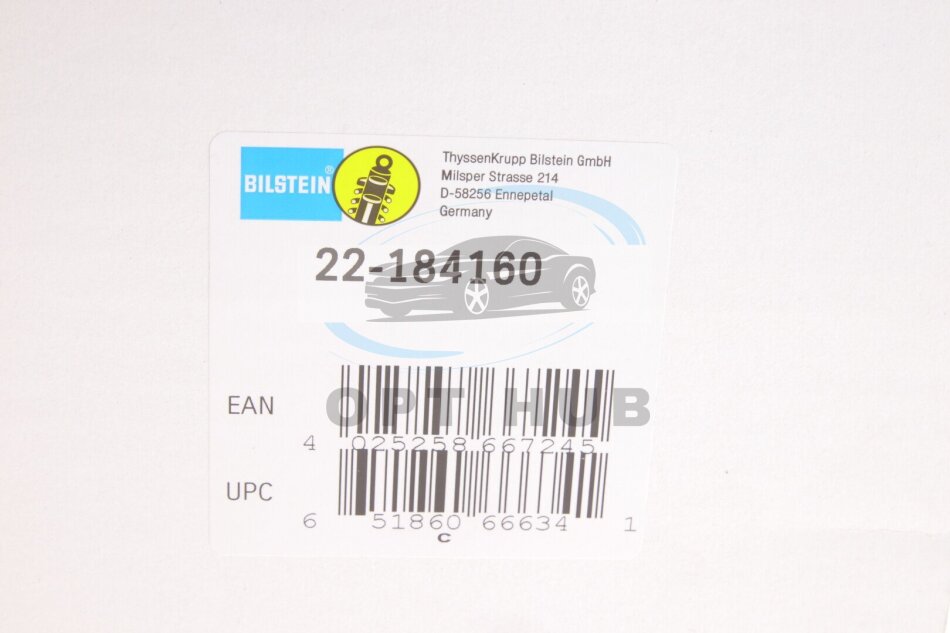 BILSTEIN®
ThyssenKrupp Bilstein GmbH
Milsper Strasse 214
D-58256 Ennepetal
Germany
22-184160
OPT HUB
EAN
4 025258 667245
UPC
6 51860 66634 1
C